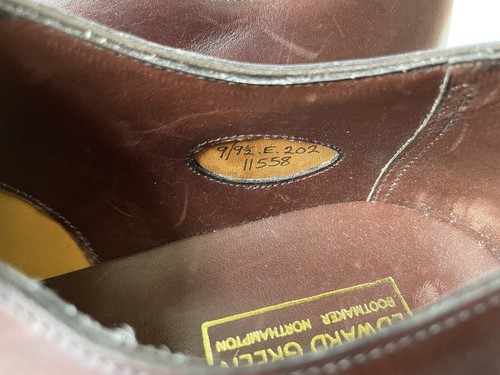 9/9½.E.202
11558
EDWARD GREEN
BOOTMAKER NORTHAMPTON